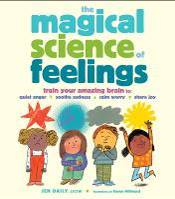 the magical
science of
feelings
train your amazing brain to:
quiet anger • soothe sadness • calm worry • share joy
JEN DAILY, LCSW